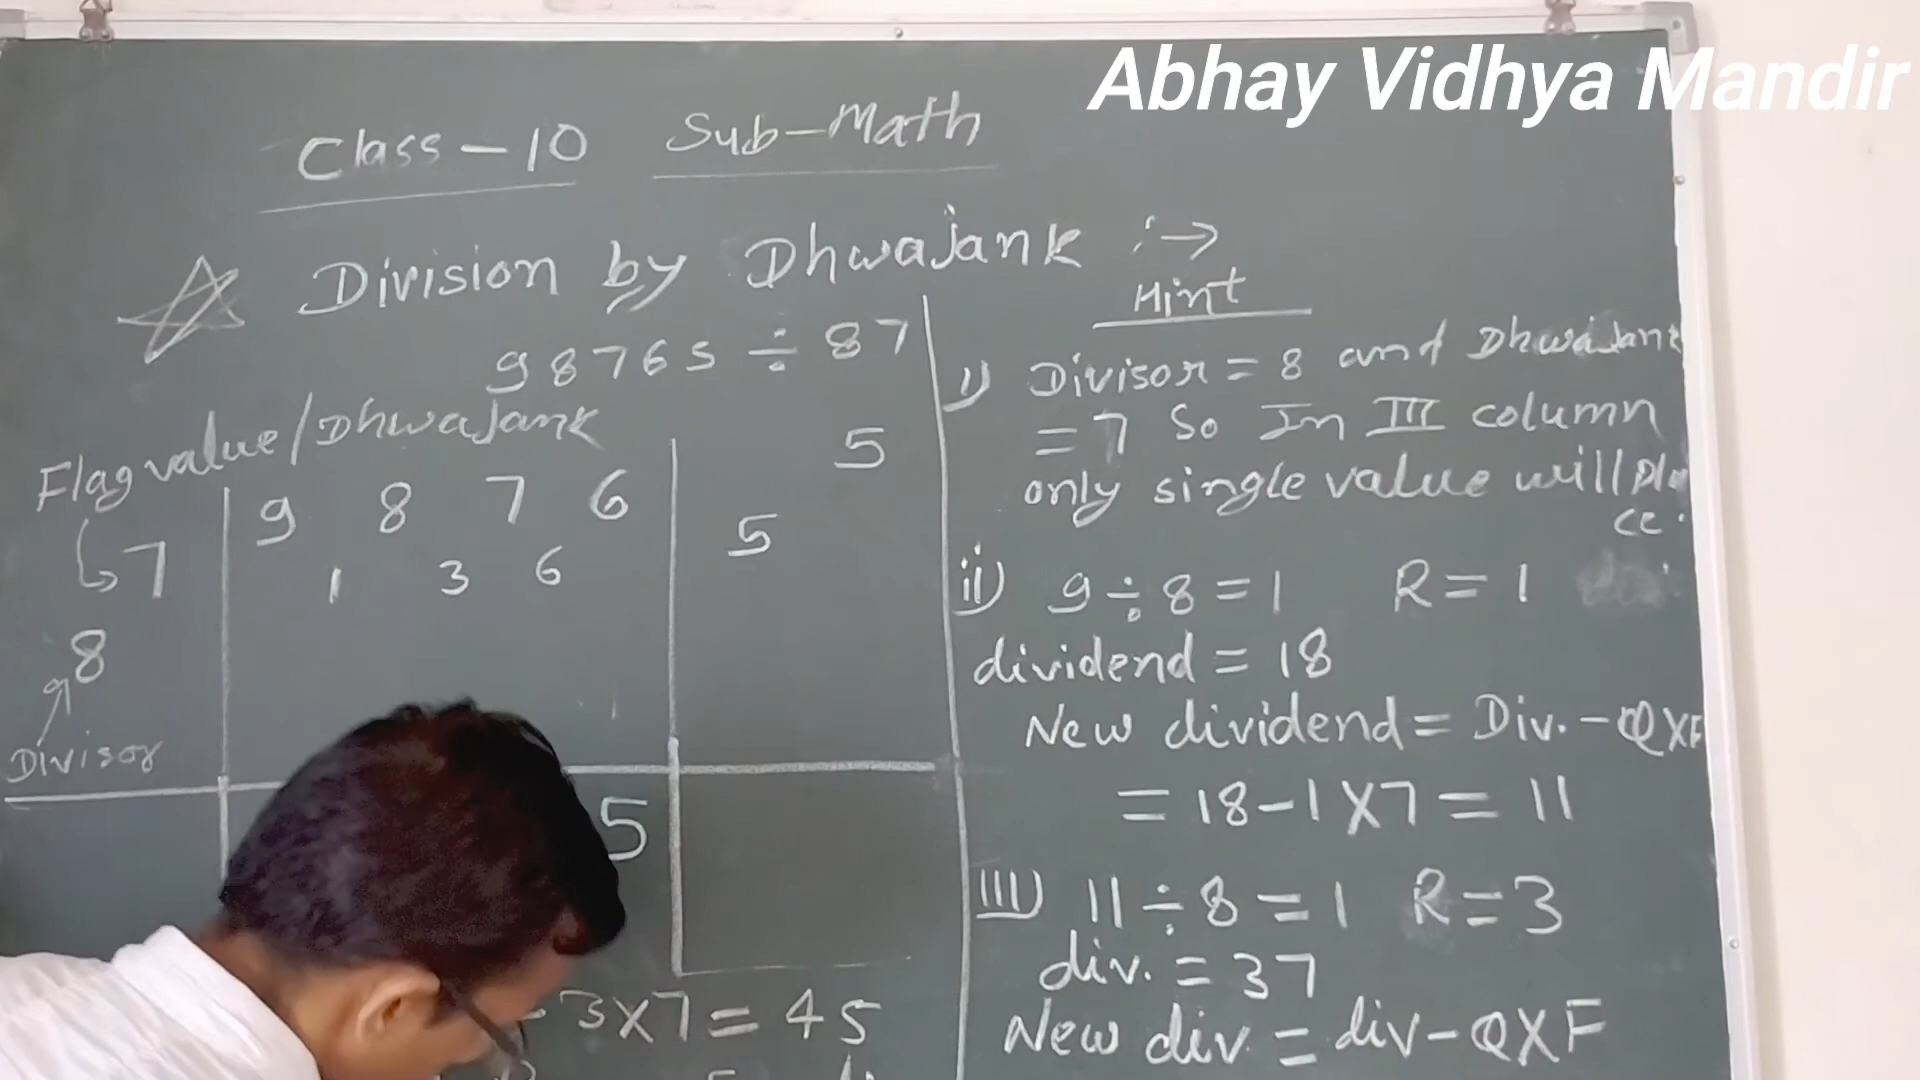 Abhay Vidhya Mandir
Class - 10 Sub - Math
Division by Dhwajank :→
98765 ÷ 87
Flag value / Dhwajank
7 9 8 7 6 5
1 3 6 5
8
Divisor
5
3×7 = 45
Hint
i) Divisor = 8 and Dhwajank
= 7 So In III column
only single value will pla
ce.
ii) 9 ÷ 8 = 1 R = 1
dividend = 18
New dividend = Div. - Q×F
= 18 - 1×7 = 11
III) 11 ÷ 8 = 1 R = 3
div. = 37
New div = div - Q×F